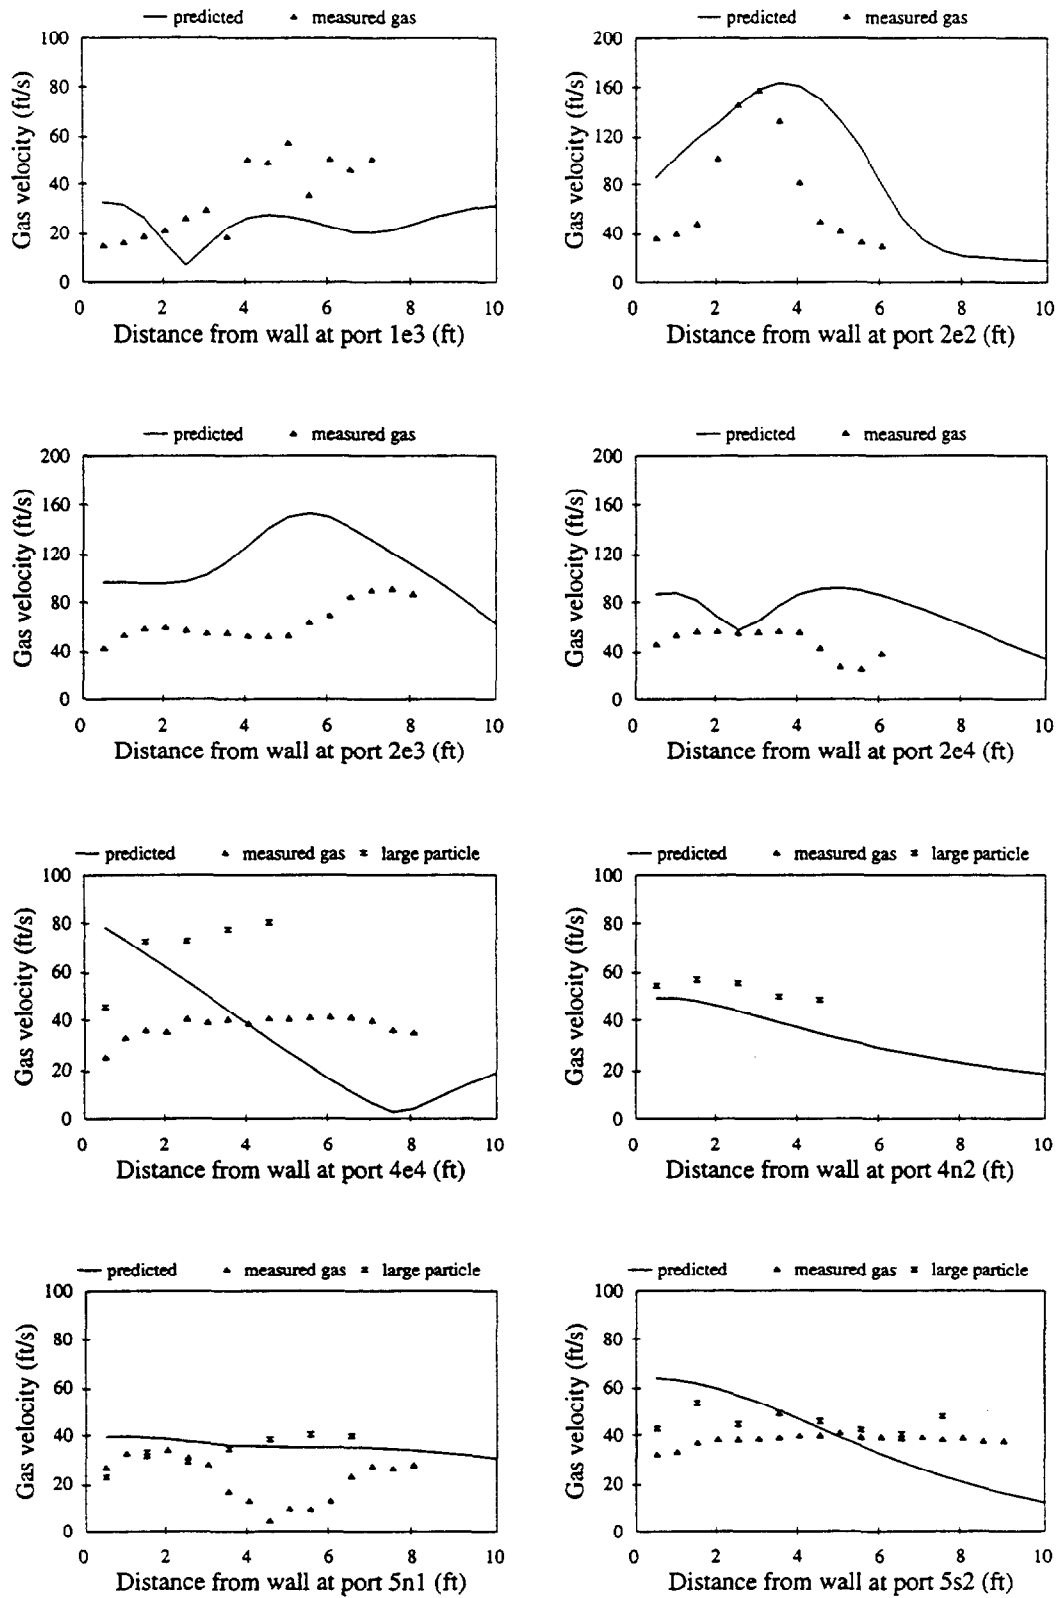 predicted measured gas
100
80
60
40
20
0
Gas velocity (ft/s)
0 2 4 6 8 10
Distance from wall at port 1e3 (ft)
predicted measured gas
200
160
120
80
40
0
Gas velocity (ft/s)
0 2 4 6 8 10
Distance from wall at port 2e2 (ft)
predicted measured gas
200
160
120
80
40
0
Gas velocity (ft/s)
0 2 4 6 8 10
Distance from wall at port 2e3 (ft)
predicted measured gas
200
160
120
80
40
0
Gas velocity (ft/s)
0 2 4 6 8 10
Distance from wall at port 2e4 (ft)
predicted measured gas large particle
100
80
60
40
20
0
Gas velocity (ft/s)
0 2 4 6 8 10
Distance from wall at port 4e4 (ft)
predicted measured gas large particle
100
80
60
40
20
0
Gas velocity (ft/s)
0 2 4 6 8 10
Distance from wall at port 4n2 (ft)
predicted measured gas large particle
100
80
60
40
20
0
Gas velocity (ft/s)
0 2 4 6 8 10
Distance from wall at port 5n1 (ft)
predicted measured gas large particle
100
80
60
40
20
0
Gas velocity (ft/s)
0 2 4 6 8 10
Distance from wall at port 5s2 (ft)